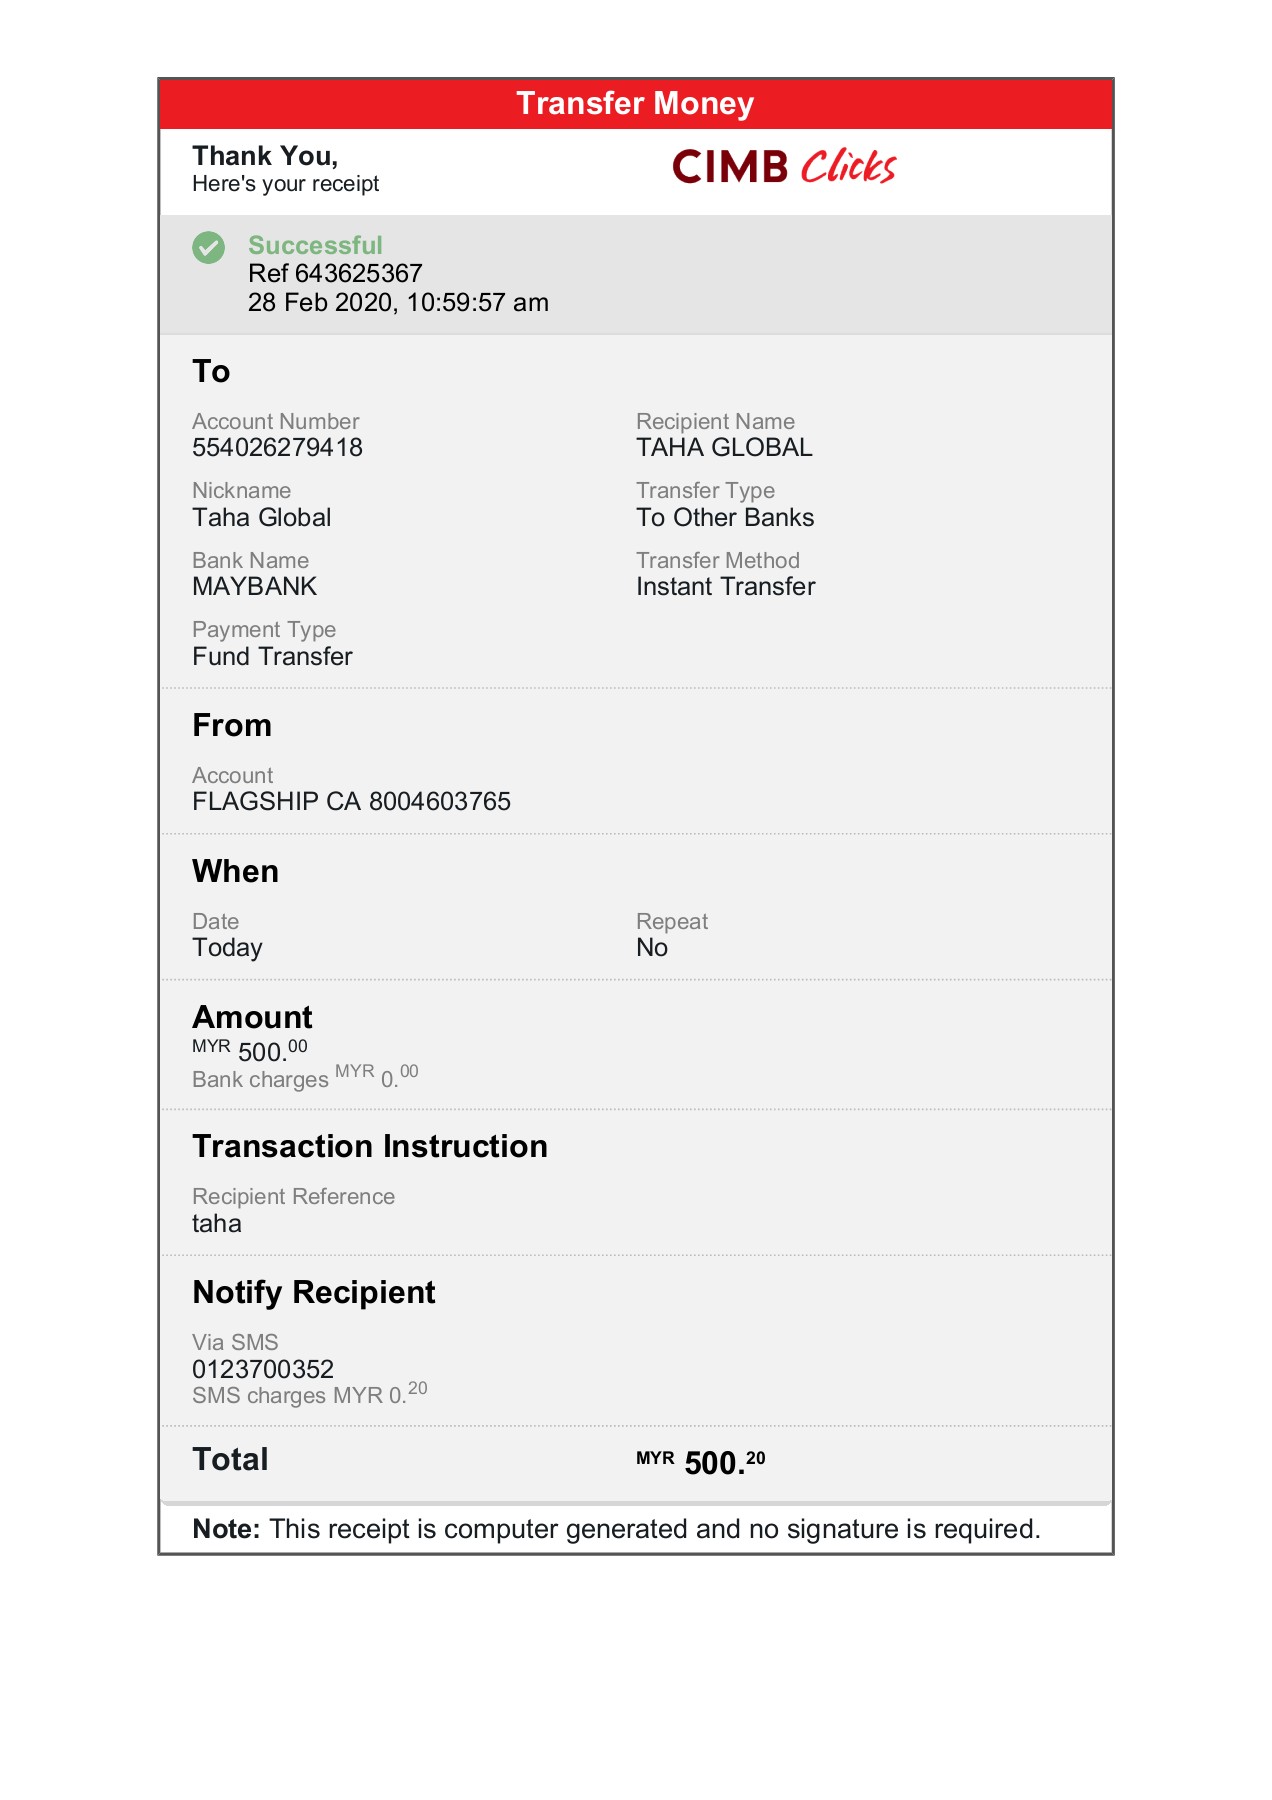 Transfer Money
Thank You,
Here's your receipt
CIMB Clicks
Successful
Ref 643625367
28 Feb 2020, 10:59:57 am
To
Account Number
554026279418
Recipient Name
TAHA GLOBAL
Nickname
Taha Global
Transfer Type
To Other Banks
Bank Name
MAYBANK
Transfer Method
Instant Transfer
Payment Type
Fund Transfer
From
Account
FLAGSHIP CA 8004603765
When
Date
Today
Repeat
No
Amount
MYR 500.00
Bank charges MYR 0.00
Transaction Instruction
Recipient Reference
taha
Notify Recipient
Via SMS
0123700352
SMS charges MYR 0.20
Total MYR 500.20
Note: This receipt is computer generated and no signature is required.